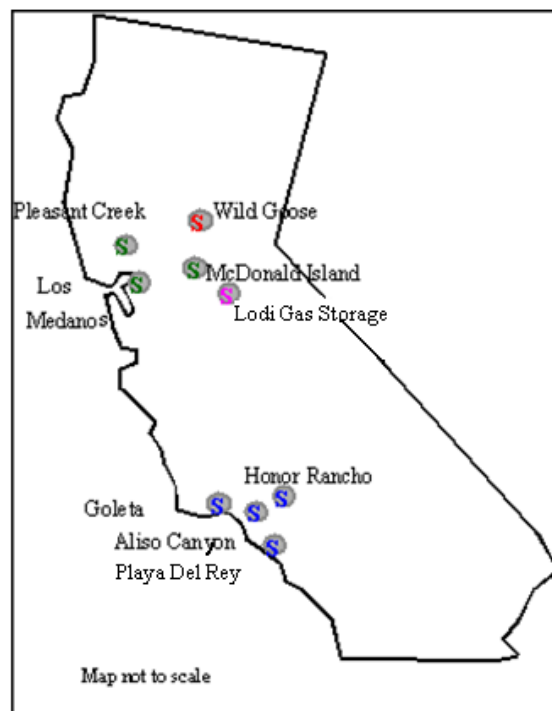 Pleasant Creek
Wild Goose
S
S
S
McDonald Island
Los
S
S
Lodi Gas Storage
Medanos
Honor Rancho
S
S
Goleta
S
Aliso Canyon
S
Playa Del Rey
Map not to scale